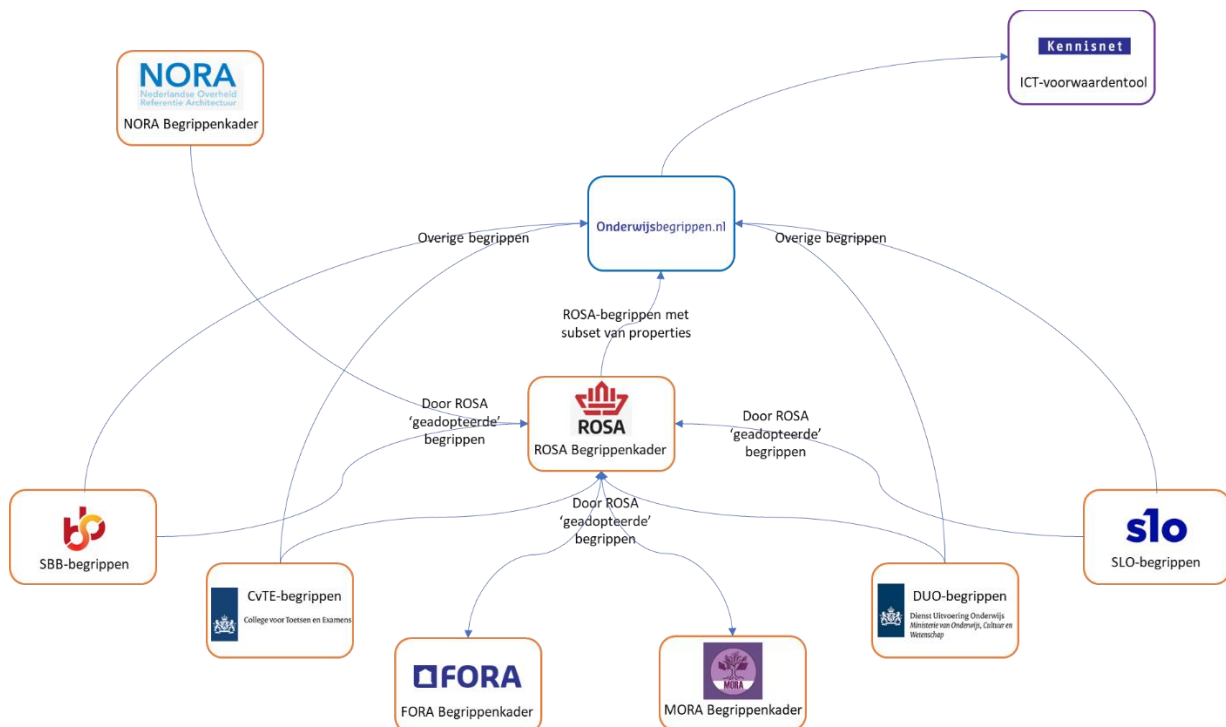 NORA
Nederlandse Overheid
Referentie Architectuur
NORA Begrippenkader
Kennisnet
ICT-voorwaardentool
Onderwijsbegrippen.nl
Overige begrippen
Overige begrippen
ROSA-begrippen met
subset van properties
Door ROSA
‘geadopteerde’
begrippen
ROSA
ROSA Begrippenkader
Door ROSA
‘geadopteerde’
begrippen
Door ROSA
‘geadopteerde’
begrippen
SBB-begrippen
slo
SLO-begrippen
CvTE-begrippen
College voor Toetsen en Examens
DUO-begrippen
Dienst Uitvoering Onderwijs
Ministerie van Onderwijs, Cultuur en
Wetenschap
FORA
FORA Begrippenkader
MORA
MORA Begrippenkader